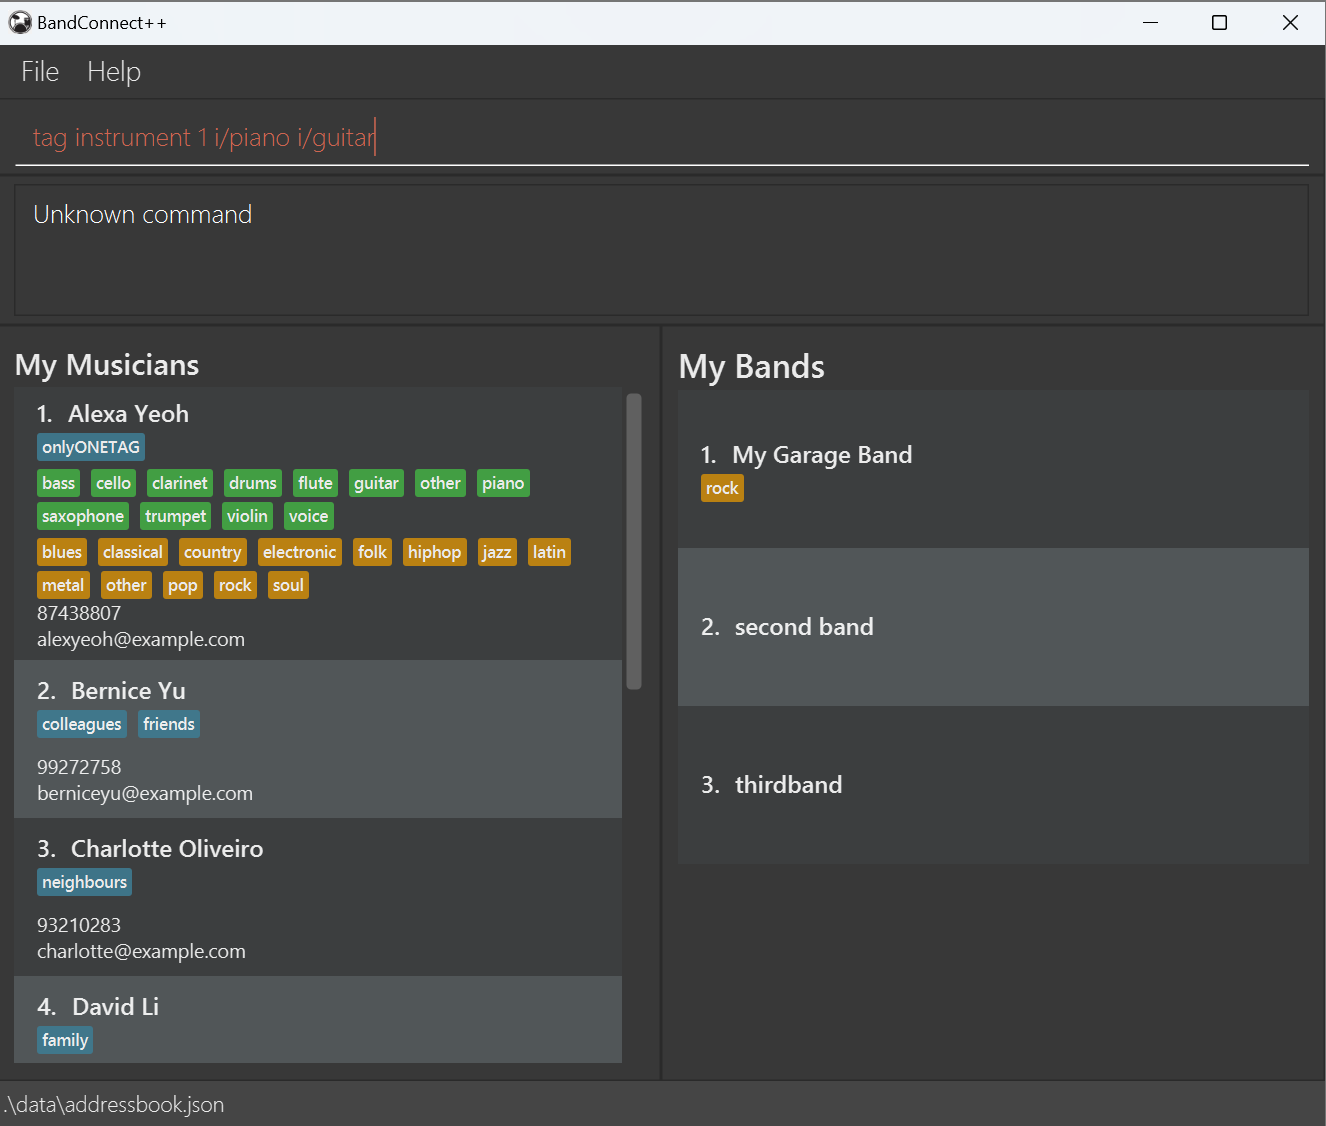 BandConnect++
File Help
tag instrument 1 i/piano i/guitar
Unknown command
My Musicians
1. Alexa Yeoh
onlyONETAG
bass cello clarinet drums flute guitar other piano
saxophone trumpet violin voice
blues classical country electronic folk hiphop jazz latin
metal other pop rock soul
87438807
alexyeoh@example.com
2. Bernice Yu
colleagues friends
99272758
berniceyu@example.com
3. Charlotte Oliveiro
neighbours
93210283
charlotte@example.com
4. David Li
family
My Bands
1. My Garage Band
rock
2. second band
3. thirdband
.\data\addressbook.json